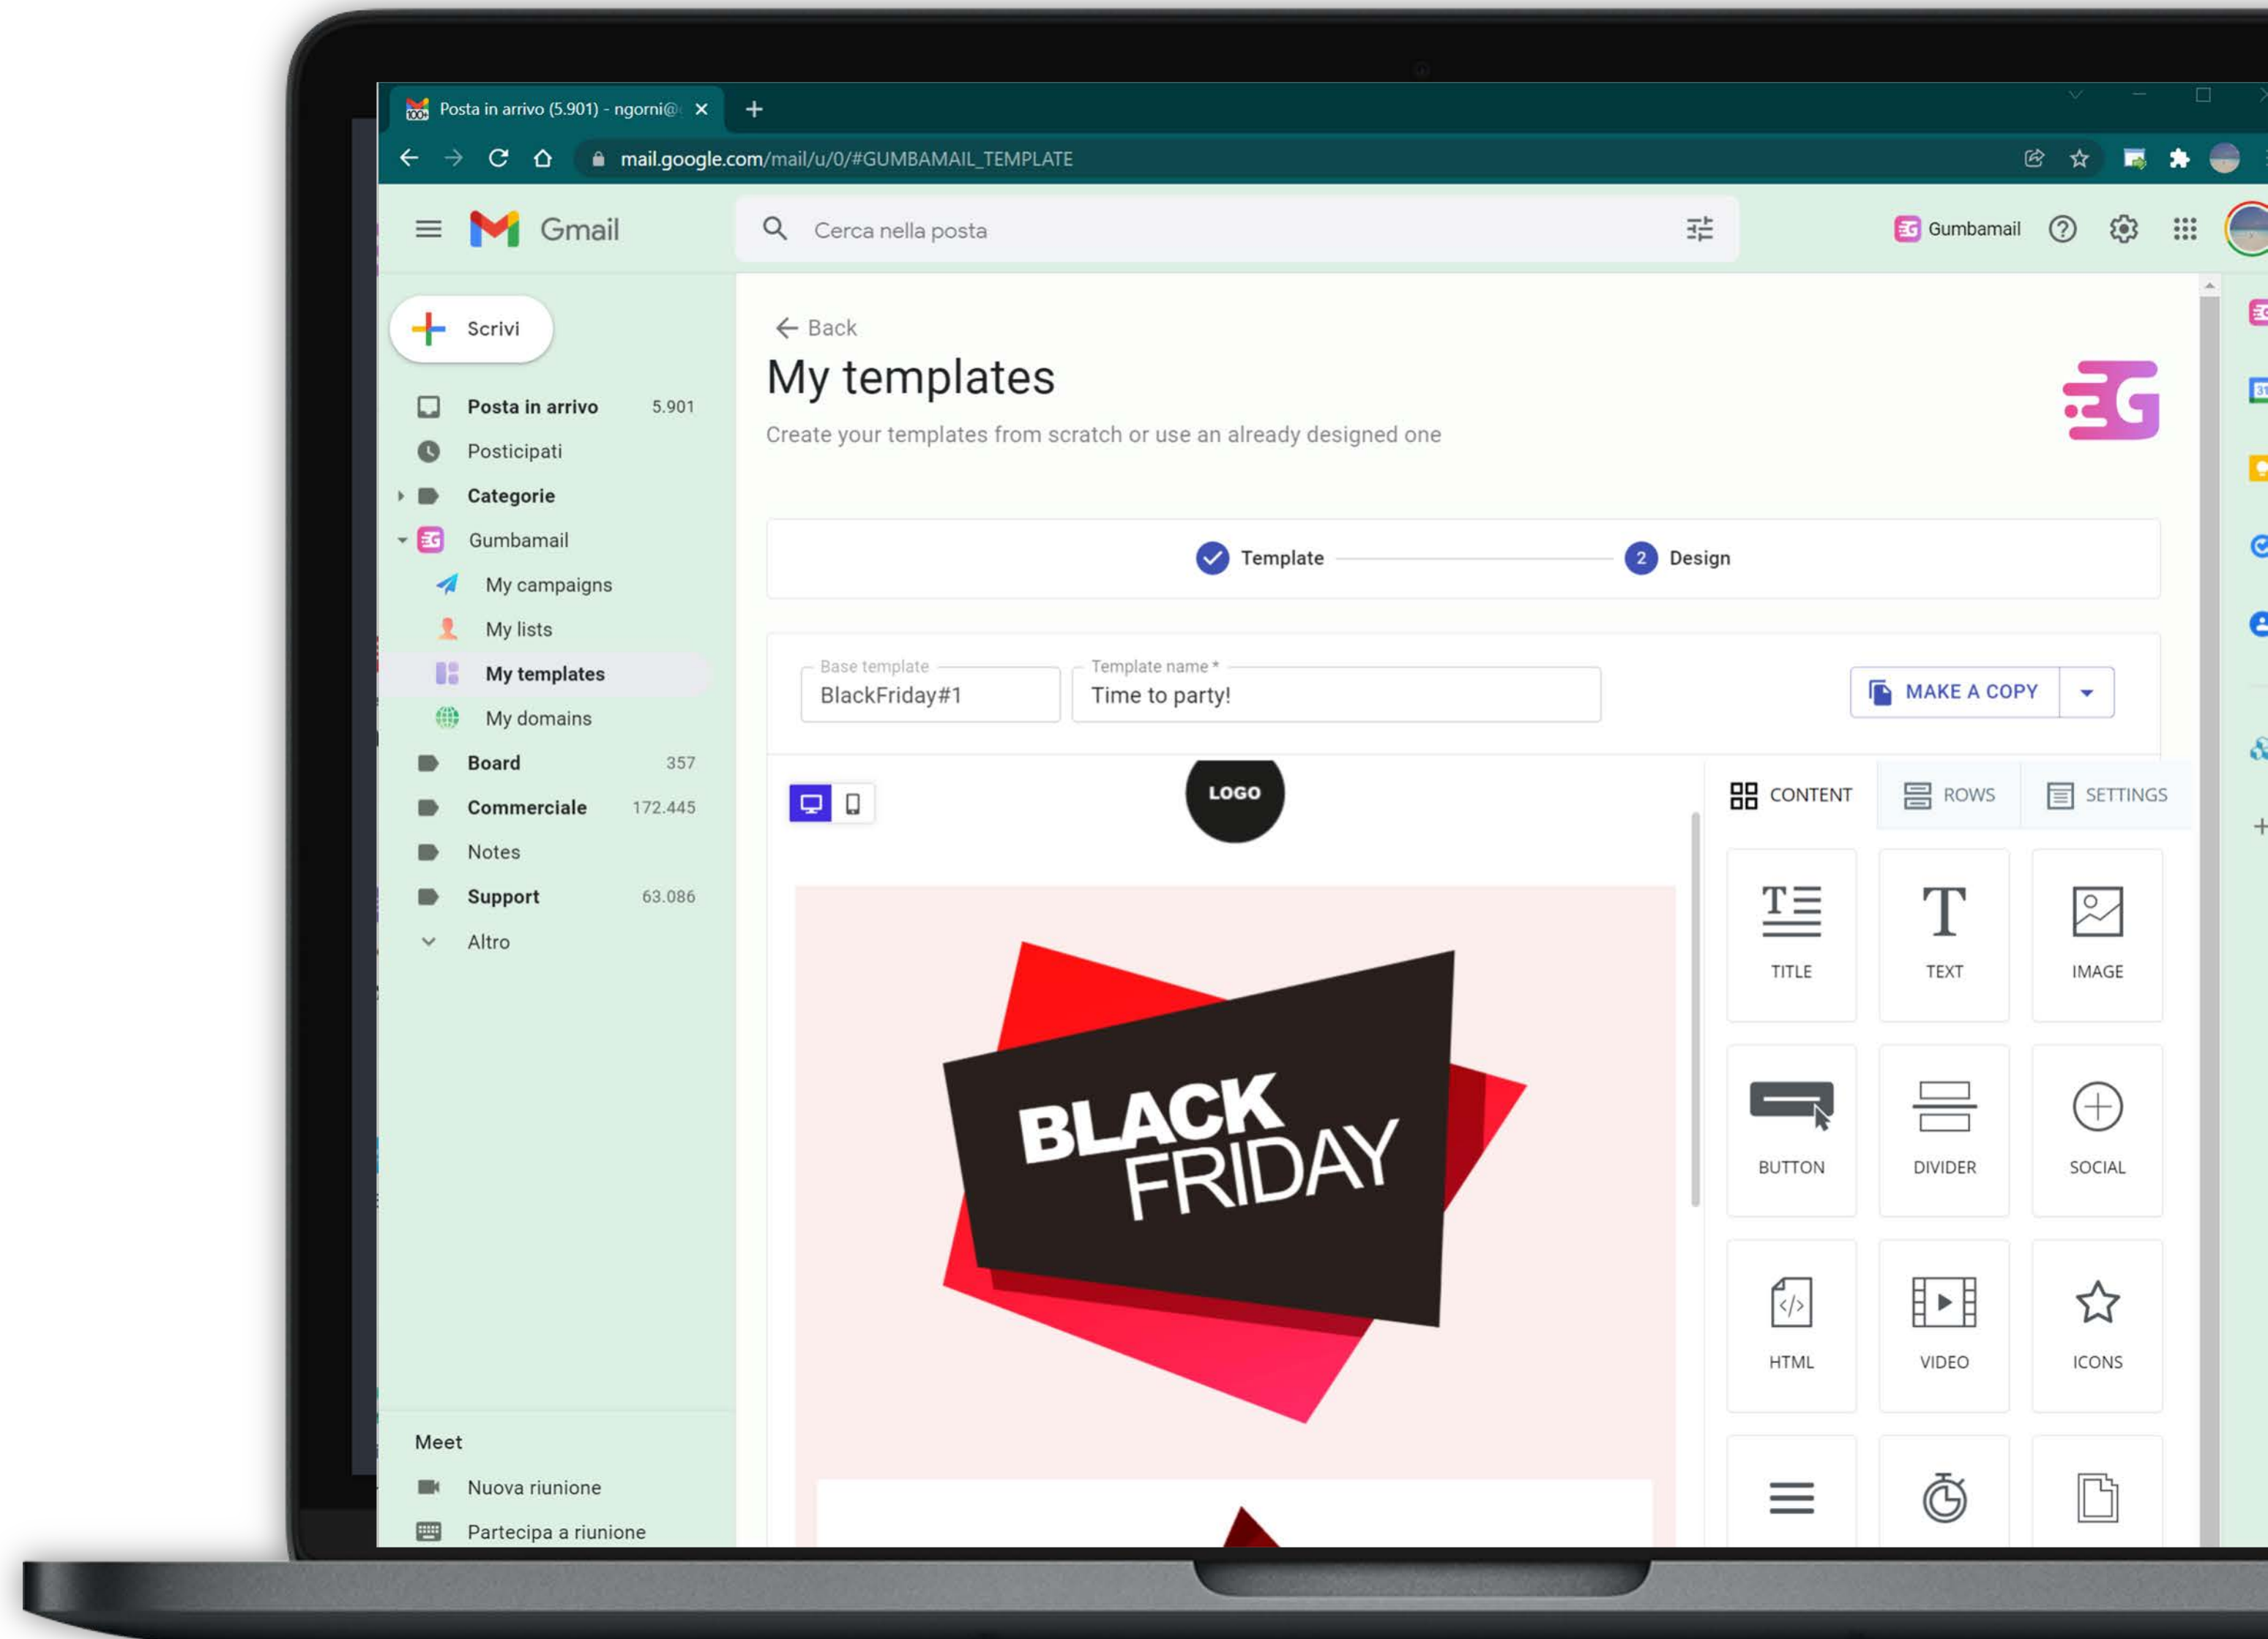 Posta in arrivo (5.901) - ngorni@
mail.google.com/mail/u/0/#GUMBAMAIL_TEMPLATE
Gmail
Cerca nella posta
Gumbamail
Scrivi
Posta in arrivo 5.901
Posticipati
Categorie
Gumbamail
My campaigns
My lists
My templates
My domains
Board 357
Commerciale 172.445
Notes
Support 63.086
Altro
Meet
Nuova riunione
Partecipa a riunione
Back
My templates
Create your templates from scratch or use an already designed one
G
Template 2 Design
Base template
BlackFriday#1
Template name *
Time to party!
MAKE A COPY
LOGO
BLACK
FRIDAY
CONTENT ROWS SETTINGS
TITLE TEXT IMAGE
BUTTON DIVIDER SOCIAL
HTML VIDEO ICONS